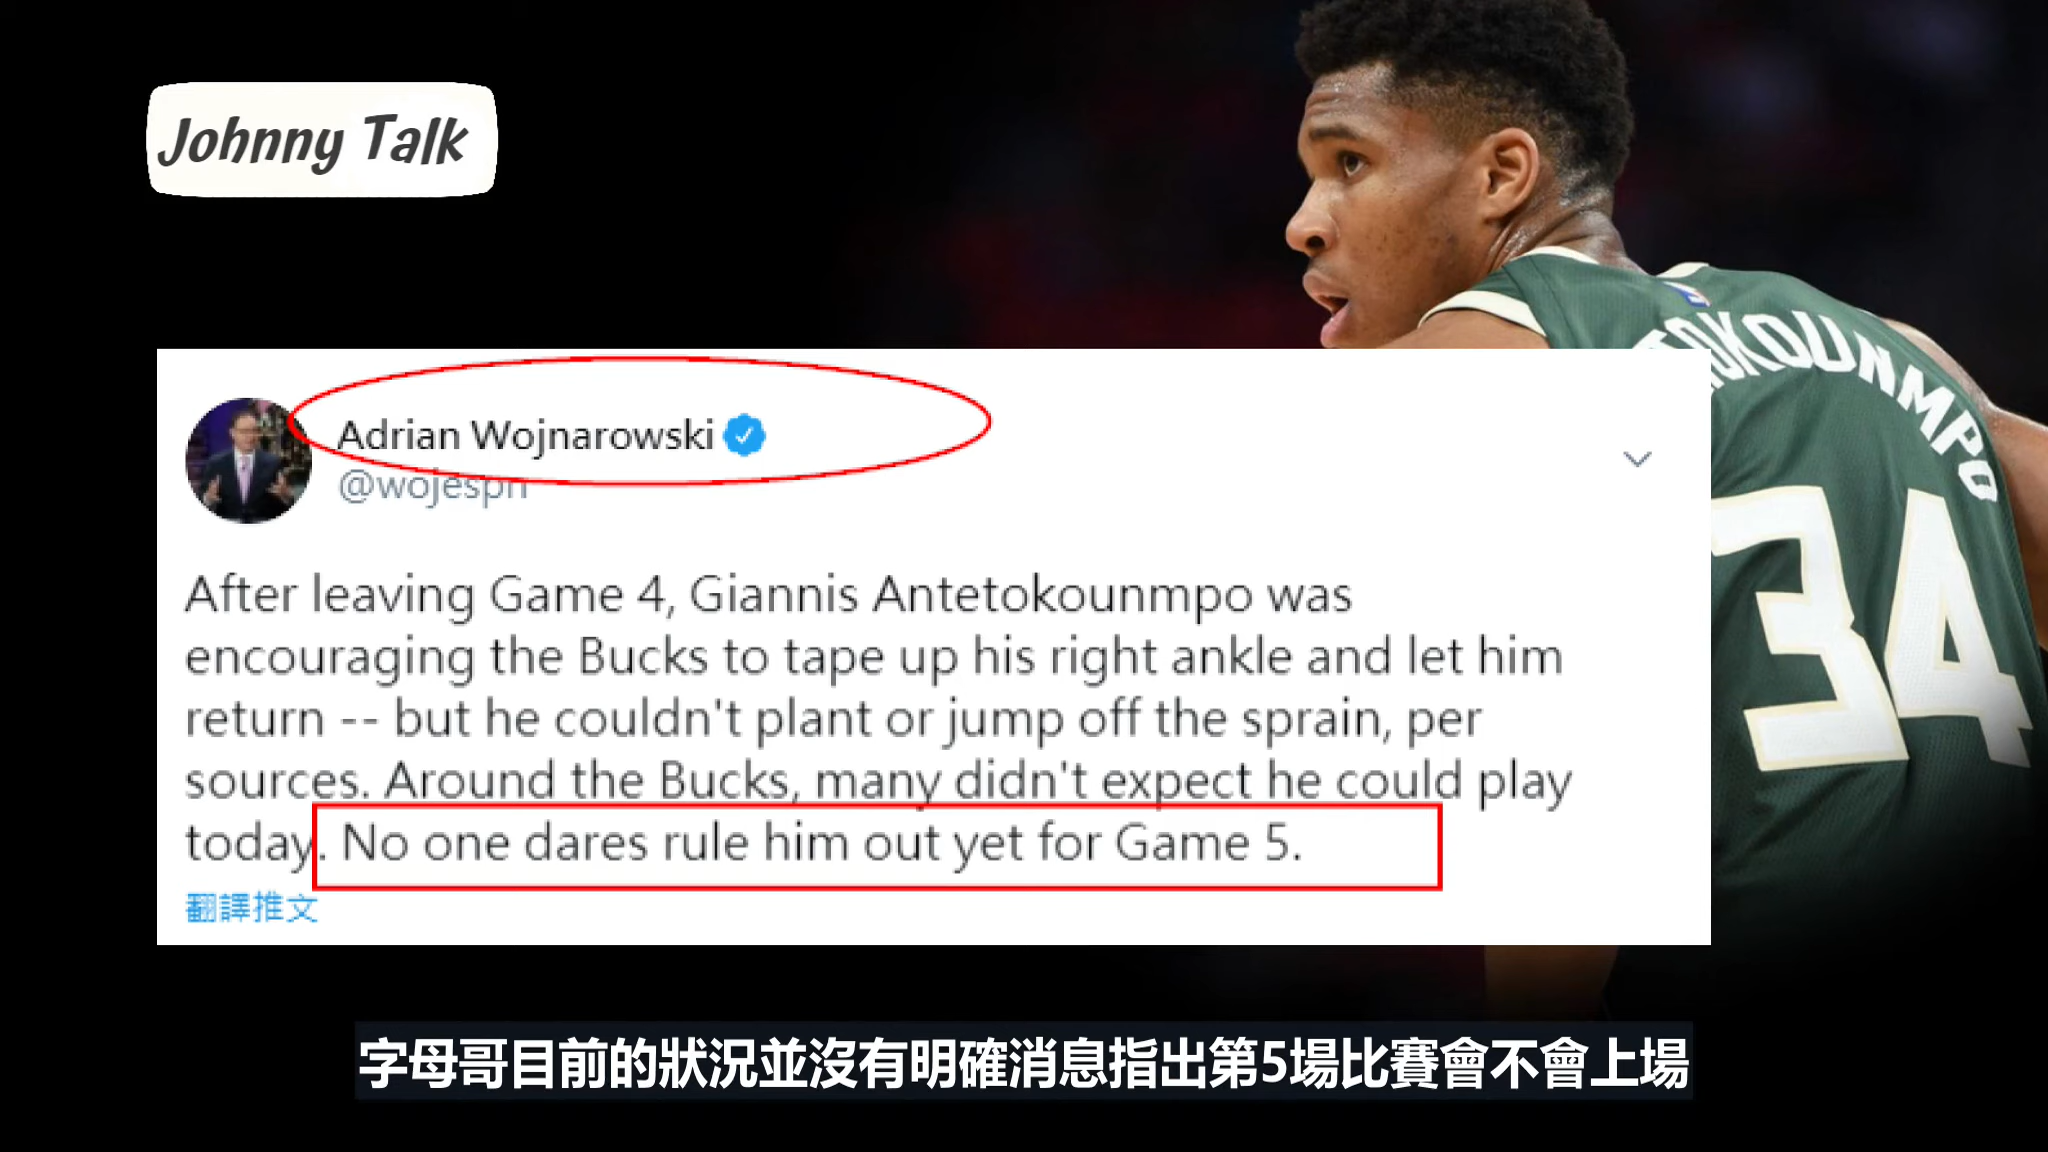 Johnny Talk
Adrian Wojnarowski
@wojespn
After leaving Game 4, Giannis Antetokounmpo was
encouraging the Bucks to tape up his right ankle and let him
return -- but he couldn't plant or jump off the sprain, per
sources. Around the Bucks, many didn't expect he could play
today. No one dares rule him out yet for Game 5.
翻譯推文
34
字母哥目前的狀況並沒有明確消息指出第5場比賽會不會上場